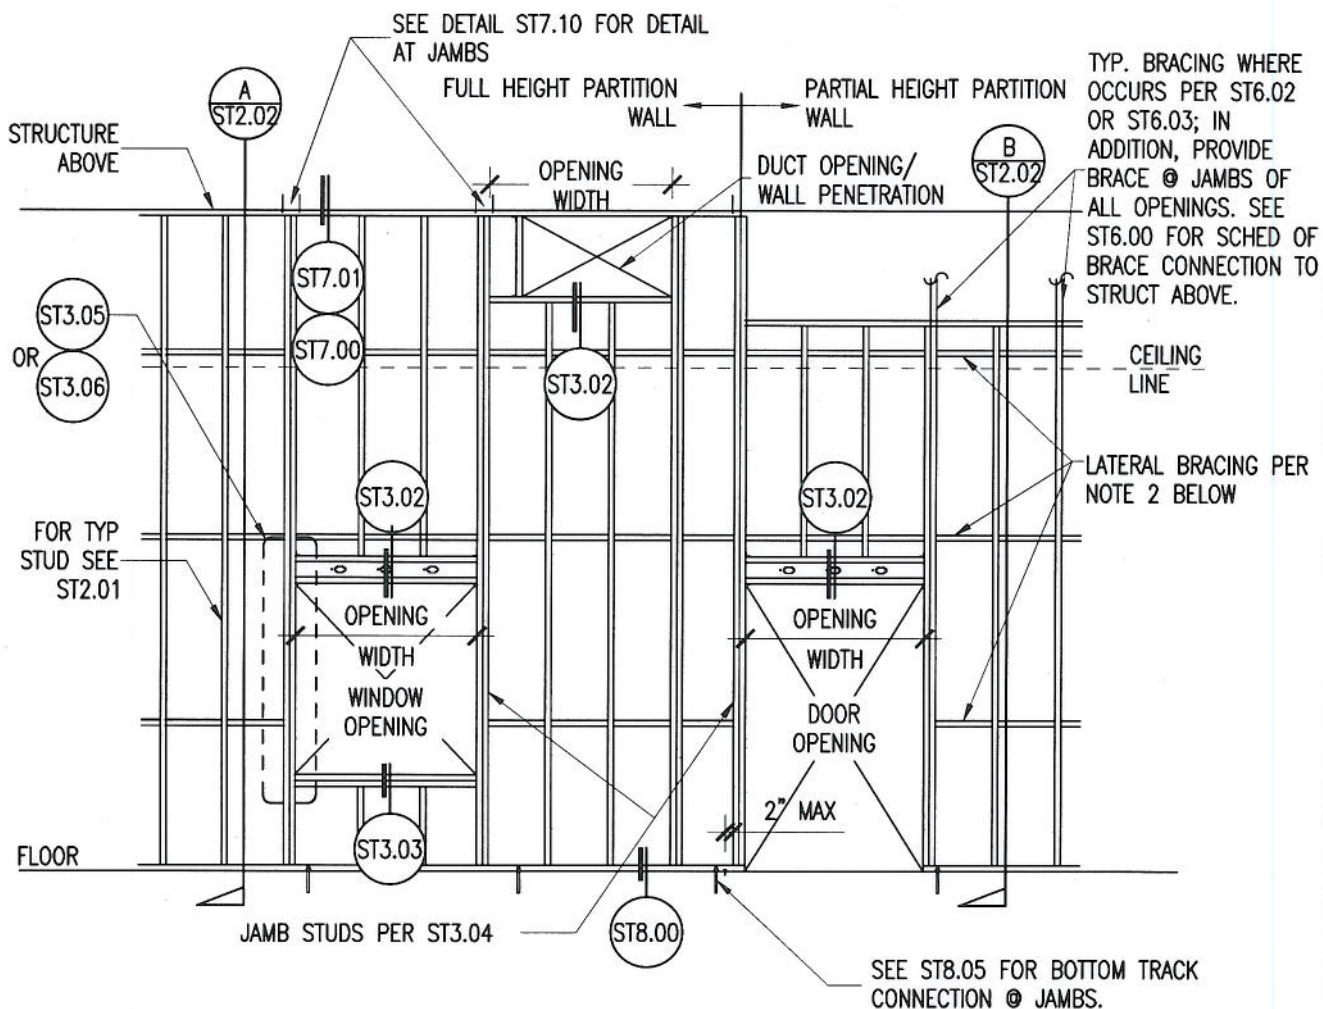 SEE DETAIL ST7.10 FOR DETAIL
AT JAMBS
FULL HEIGHT PARTITION
WALL
PARTIAL HEIGHT PARTITION
WALL
TYP. BRACING WHERE
OCCURS PER ST6.02
OR ST6.03; IN
ADDITION, PROVIDE
BRACE @ JAMBS OF
ALL OPENINGS. SEE
ST6.00 FOR SCHED OF
BRACE CONNECTION TO
STRUCT ABOVE.
A
ST2.02
STRUCTURE
ABOVE
OPENING
WIDTH
DUCT OPENING/
WALL PENETRATION
B
ST2.02
ST7.01
ST7.00
ST3.05
OR
ST3.06
ST3.02
CEILING
LINE
ST3.02
ST3.02
LATERAL BRACING PER
NOTE 2 BELOW
FOR TYP
STUD SEE
ST2.01
OPENING
WIDTH
WINDOW
OPENING
OPENING
WIDTH
DOOR
OPENING
2" MAX
ST3.03
FLOOR
JAMB STUDS PER ST3.04
ST8.00
SEE ST8.05 FOR BOTTOM TRACK
CONNECTION @ JAMBS.